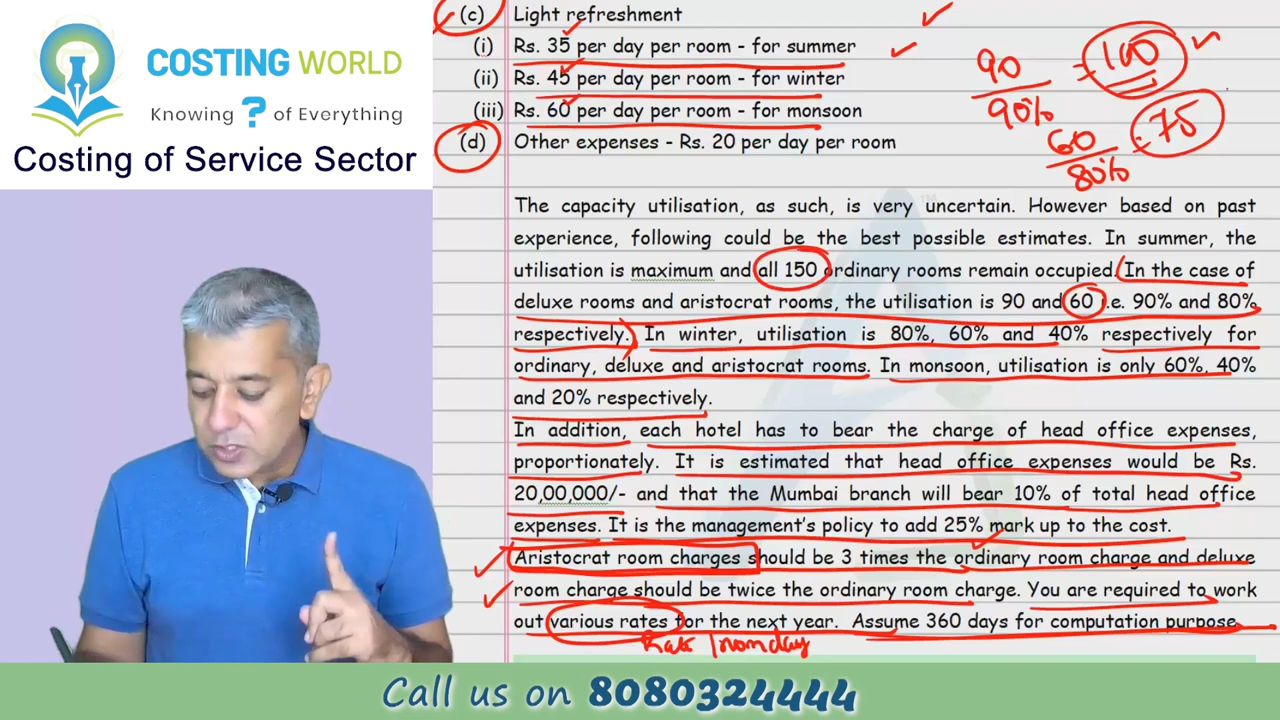 COSTING WORLD
Knowing ? of Everything
Costing of Service Sector
(c) Light refreshment
(i) Rs. 35 per day per room - for summer
(ii) Rs. 45 per day per room - for winter
(iii) Rs. 60 per day per room - for monsoon
(d) Other expenses - Rs. 20 per day per room
90
90%
= 100
60
80%
= 75
The capacity utilisation, as such, is very uncertain. However based on past
experience, following could be the best possible estimates. In summer, the
utilisation is maximum and all 150 ordinary rooms remain occupied. In the case of
deluxe rooms and aristocrat rooms, the utilisation is 90 and 60 i.e. 90% and 80%
respectively. In winter, utilisation is 80%, 60% and 40% respectively for
ordinary, deluxe and aristocrat rooms. In monsoon, utilisation is only 60%, 40%
and 20% respectively.
In addition, each hotel has to bear the charge of head office expenses,
proportionately. It is estimated that head office expenses would be Rs.
20,00,000/- and that the Mumbai branch will bear 10% of total head office
expenses. It is the management's policy to add 25% mark up to the cost.
Aristocrat room charges should be 3 times the ordinary room charge and deluxe
room charge should be twice the ordinary room charge. You are required to work
out various rates for the next year. Assume 360 days for computation purpose.
Rate / roomday
Call us on 8080324444